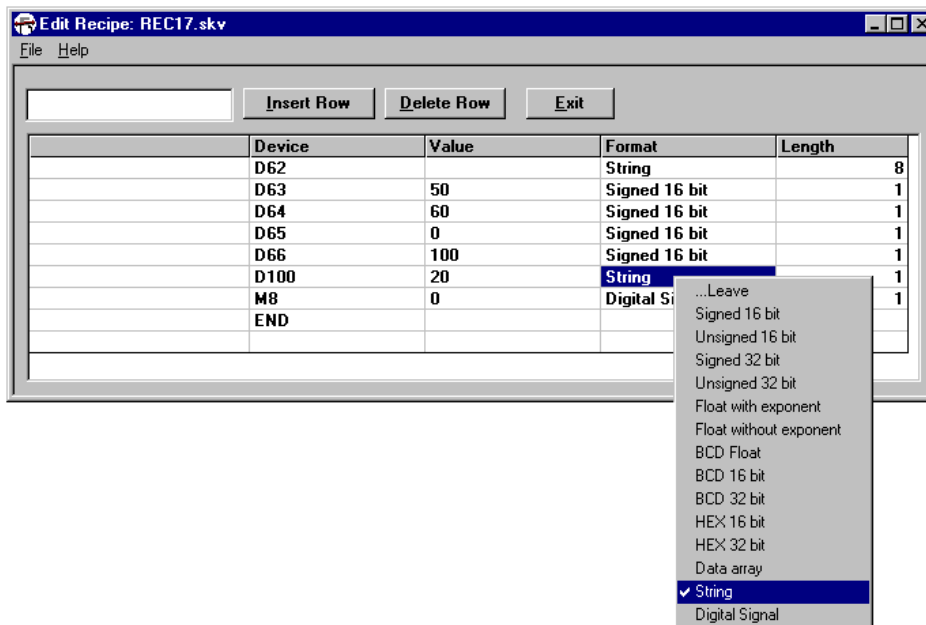 Edit Recipe: REC17.skv
File Help
Insert Row Delete Row Exit
Device Value Format Length
D62 String 8
D63 50 Signed 16 bit 1
D64 60 Signed 16 bit 1
D65 0 Signed 16 bit 1
D66 100 Signed 16 bit 1
D100 20 String 1
M8 0 Digital Si 1
END
...Leave
Signed 16 bit
Unsigned 16 bit
Signed 32 bit
Unsigned 32 bit
Float with exponent
Float without exponent
BCD Float
BCD 16 bit
BCD 32 bit
HEX 16 bit
HEX 32 bit
Data array
String
Digital Signal